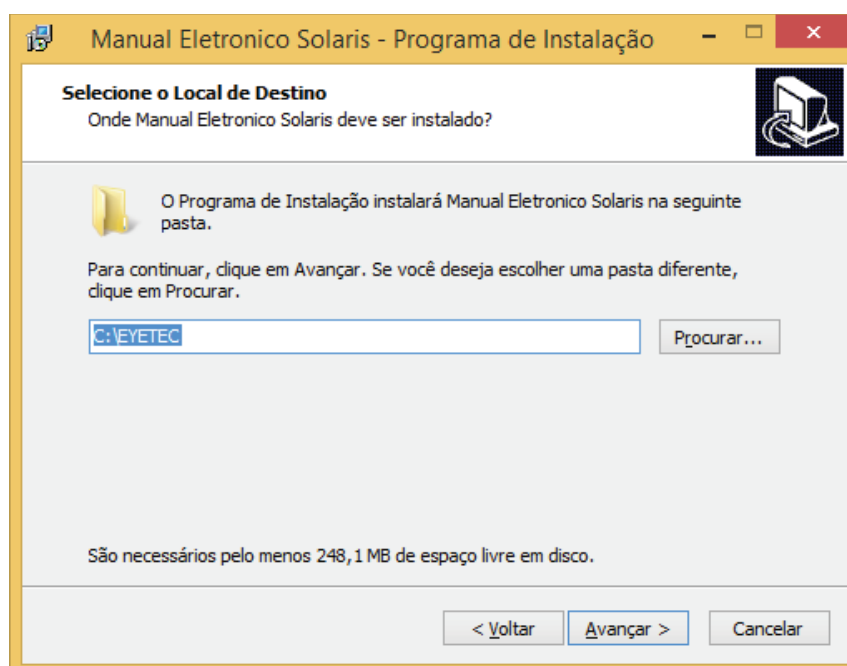 Manual Eletronico Solaris - Programa de Instalação
Selecione o Local de Destino
Onde Manual Eletronico Solaris deve ser instalado?
O Programa de Instalação instalará Manual Eletronico Solaris na seguinte
pasta.
Para continuar, clique em Avançar. Se você deseja escolher uma pasta diferente,
clique em Procurar.
C:\EYETEC
Procurar...
São necessários pelo menos 248,1 MB de espaço livre em disco.
< Voltar
Avançar >
Cancelar